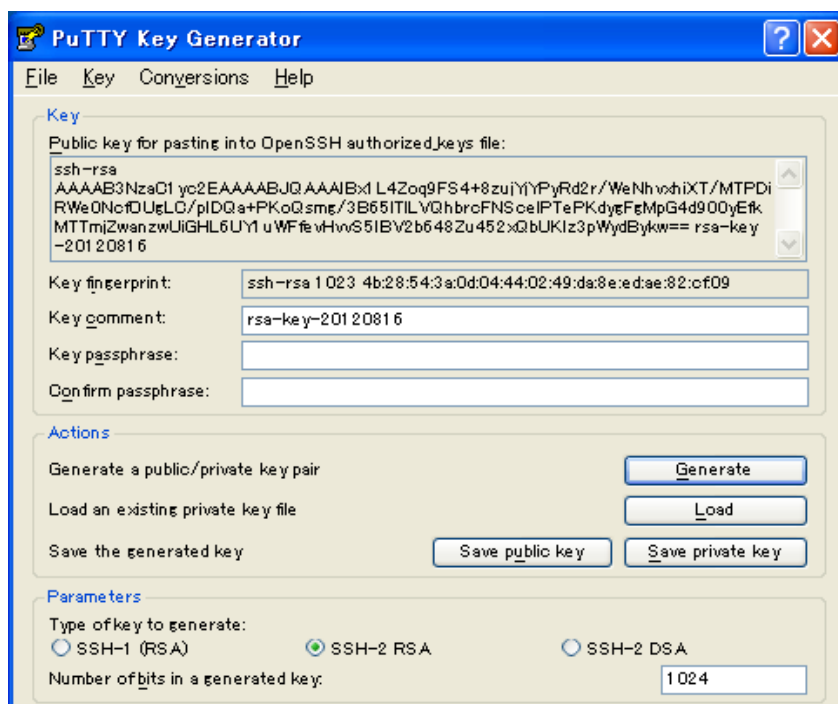 PuTTY Key Generator
File Key Conversions Help
Key
Public key for pasting into OpenSSH authorized_keys file:
ssh-rsa
AAAAB3NzaC1yc2EAAAABJQAAAIBx1L4Zoq9FS4+8zujYjYPyRd2r/WeNhvxhiXT/MTPDi
RWe0NcfDUgLC/pIDQa+PKoQsmg/3B65ITlLVQhbrcFNSceIPTePKdygFgMpG4d9O0yEfk
MTTmjZwanzwUiGHL6UY1uWFfevHvvS5IBV2b648Zu452xQbUKIz3pWydBykw== rsa-key
-20120816
Key fingerprint: ssh-rsa 1023 4b:28:54:3a:0d:04:44:02:49:da:8e:ed:ae:82:cf:09
Key comment: rsa-key-20120816
Key passphrase:
Confirm passphrase:
Actions
Generate a public/private key pair Generate
Load an existing private key file Load
Save the generated key Save public key Save private key
Parameters
Type of key to generate:
SSH-1 (RSA) SSH-2 RSA SSH-2 DSA
Number of bits in a generated key: 1024